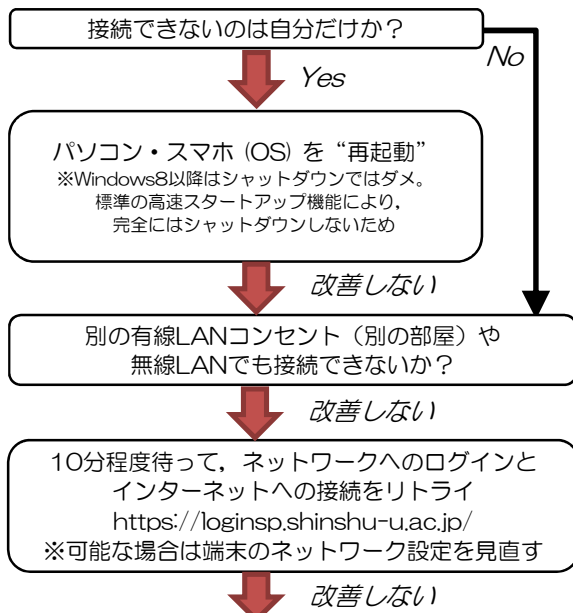 接続できないのは自分だけか？
No
Yes
パソコン・スマホ (OS) を “再起動”
※Windows8以降はシャットダウンではダメ。
標準の高速スタートアップ機能により，
完全にはシャットダウンしないため
改善しない
別の有線LANコンセント（別の部屋）や
無線LANでも接続できないか？
改善しない
10分程度待って，ネットワークへのログインと
インターネットへの接続をリトライ
https://loginsp.shinshu-u.ac.jp/
※可能な場合は端末のネットワーク設定を見直す
改善しない